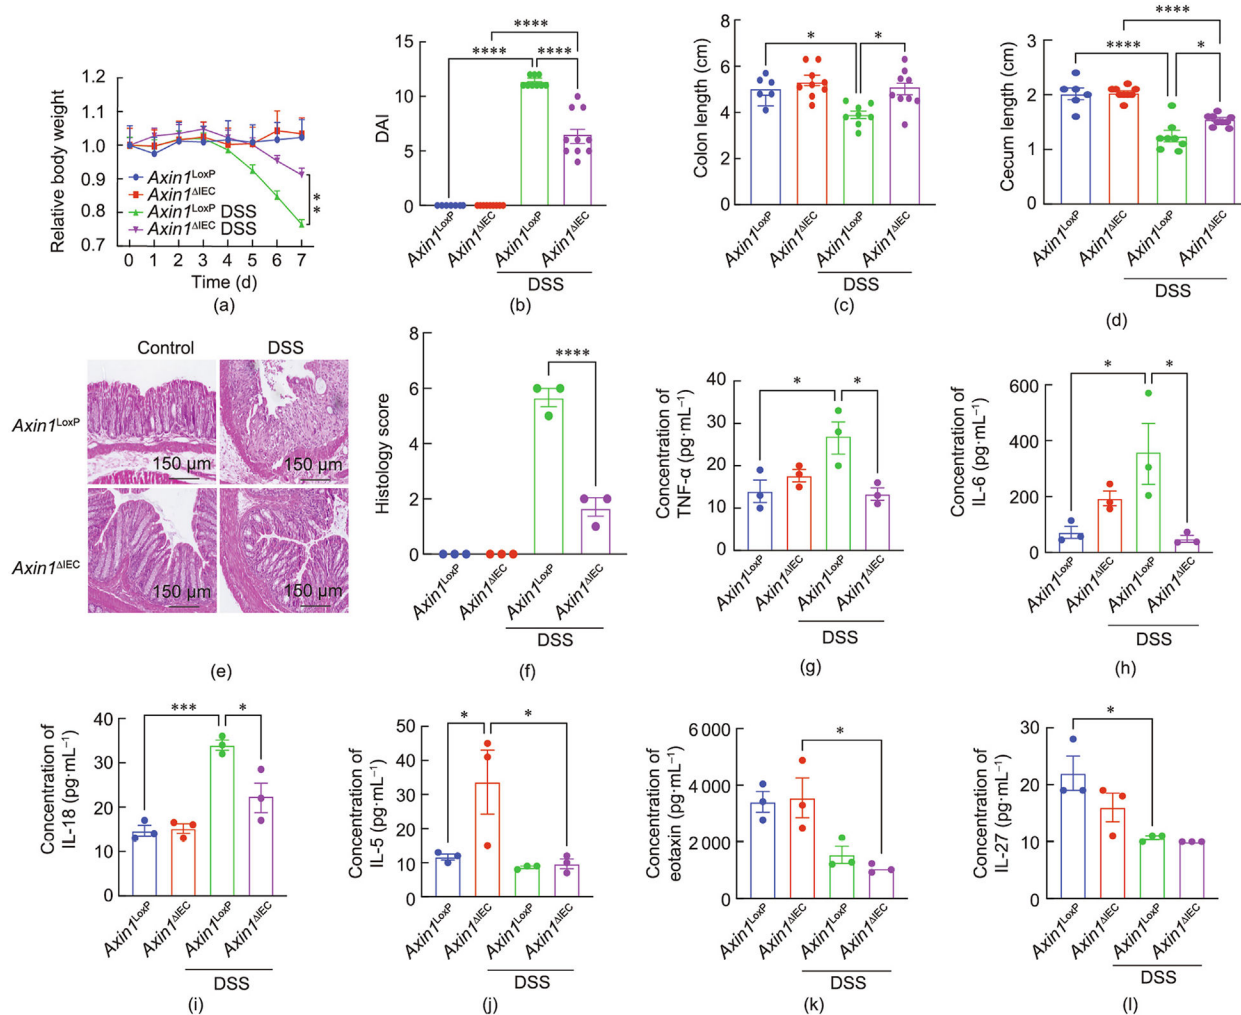 1.2
1.1
1.0
0.9
0.8
0.7
Relative body weight
Axin1LoxP
Axin1ΔIEC
Axin1LoxP DSS
Axin1ΔIEC DSS
**
0 1 2 3 4 5 6 7
Time (d)
(a)
****
**** ****
15
10
5
0
DAI
Axin1LoxP
Axin1ΔIEC
Axin1LoxP
Axin1ΔIEC
DSS
(b)
* *
8
6
4
2
0
Colon length (cm)
Axin1LoxP
Axin1ΔIEC
Axin1LoxP
Axin1ΔIEC
DSS
(c)
****
**** *
3
2
1
0
Cecum length (cm)
Axin1LoxP
Axin1ΔIEC
Axin1LoxP
Axin1ΔIEC
DSS
(d)
Control DSS
Axin1LoxP
150 μm 150 μm
Axin1ΔIEC
150 μm 150 μm
(e)
****
8
6
4
2
0
Histology score
Axin1LoxP
Axin1ΔIEC
Axin1LoxP
Axin1ΔIEC
DSS
(f)
* *
40
30
20
10
0
Concentration of
TNF-α (pg·mL−1)
Axin1LoxP
Axin1ΔIEC
Axin1LoxP
Axin1ΔIEC
DSS
(g)
* *
600
400
200
0
Concentration of
IL-6 (pg·mL−1)
Axin1LoxP
Axin1ΔIEC
Axin1LoxP
Axin1ΔIEC
DSS
(h)
*** *
40
30
20
10
0
Concentration of
IL-18 (pg·mL−1)
Axin1LoxP
Axin1ΔIEC
Axin1LoxP
Axin1ΔIEC
DSS
(i)
* *
50
40
30
20
10
0
Concentration of
IL-5 (pg·mL−1)
Axin1LoxP
Axin1ΔIEC
Axin1LoxP
Axin1ΔIEC
DSS
(j)
*
6 000
4 000
2 000
0
Concentration of
eotaxin (pg·mL−1)
Axin1LoxP
Axin1ΔIEC
Axin1LoxP
Axin1ΔIEC
DSS
(k)
*
30
20
10
0
Concentration of
IL-27 (pg·mL−1)
Axin1LoxP
Axin1ΔIEC
Axin1LoxP
Axin1ΔIEC
DSS
(l)